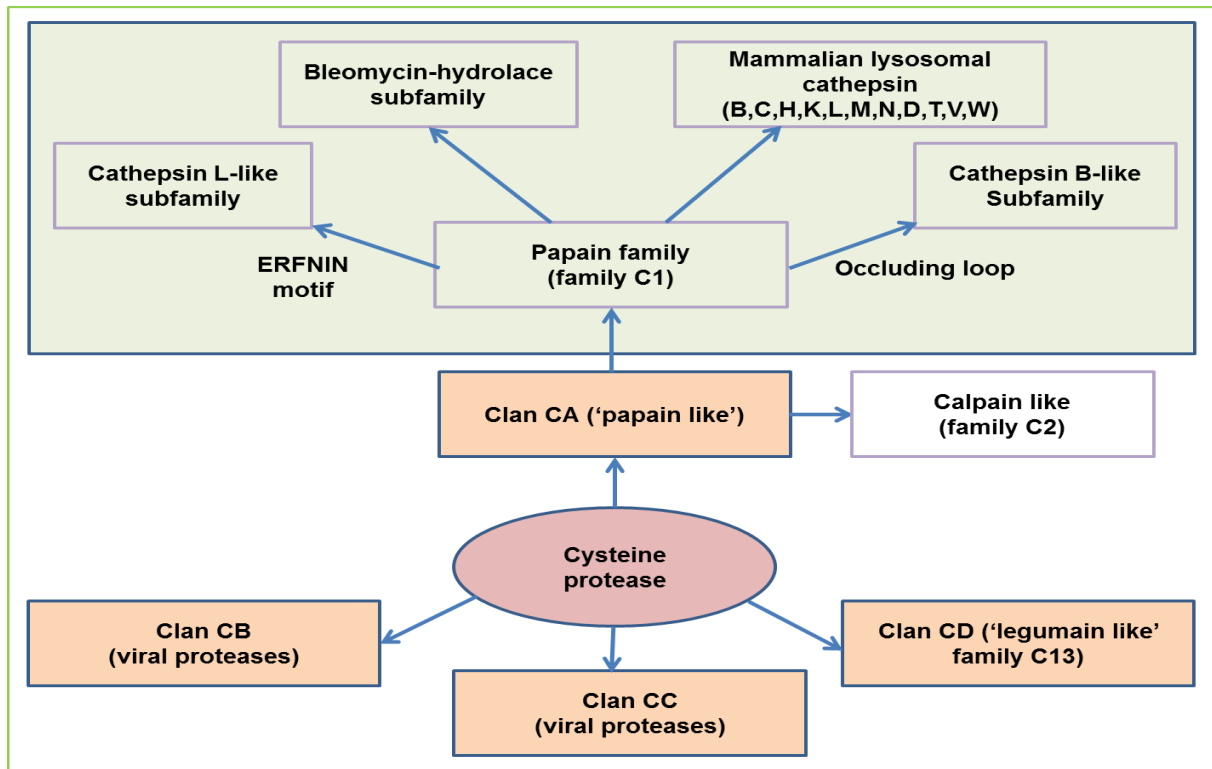 Bleomycin-hydrolace
subfamily
Mammalian lysosomal
cathepsin
(B,C,H,K,L,M,N,D,T,V,W)
Cathepsin L-like
subfamily
Cathepsin B-like
Subfamily
Papain family
(family C1)
ERFNIN
motif
Occluding loop
Clan CA (‘papain like’)
Calpain like
(family C2)
Cysteine
protease
Clan CB
(viral proteases)
Clan CC
(viral proteases)
Clan CD (‘legumain like’
family C13)